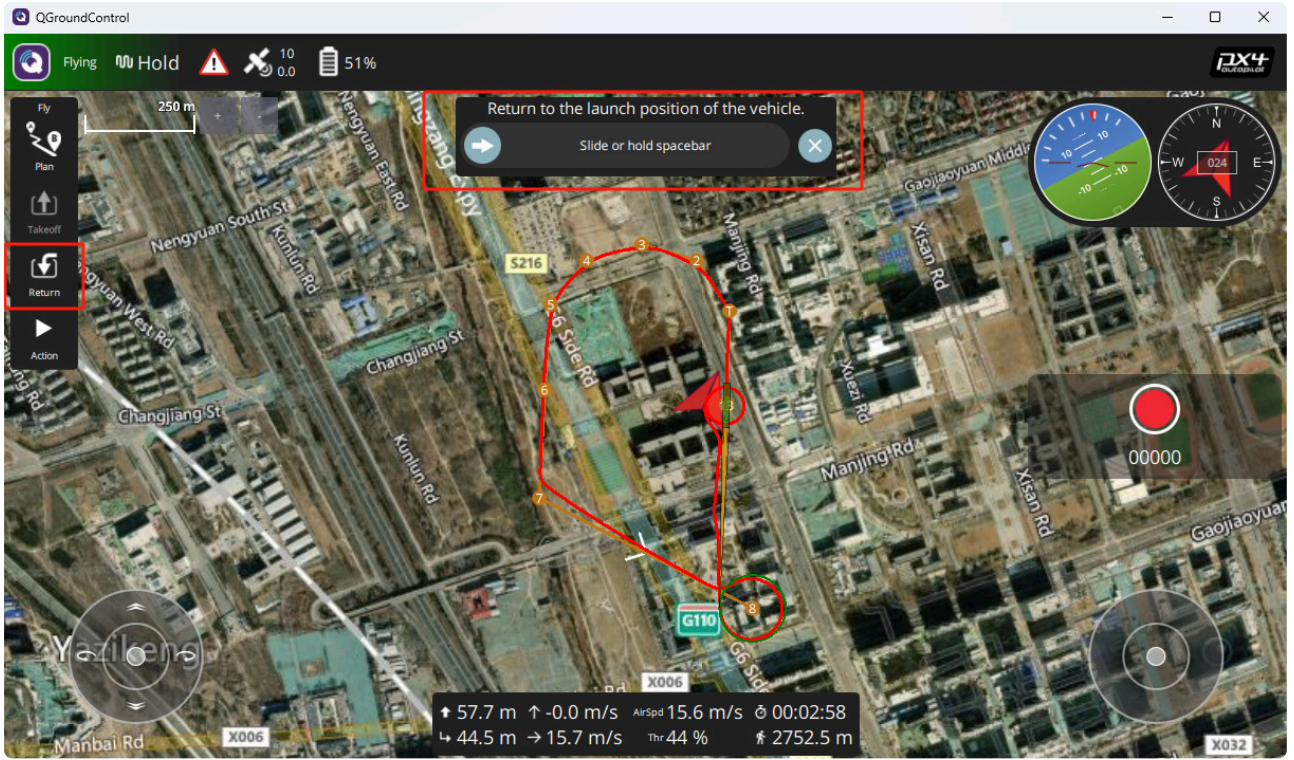 QGroundControl
Flying
Hold
10
0.0
51%
PX4
autopilot
Fly
Plan
Takeoff
Return
Action
250 m
+
-
Return to the launch position of the vehicle.
Slide or hold spacebar
10
10
-10
-10
N
W
024
E
S
Nengyuan East Rd
Gaojiaoyuan Middle
Nengyuan South St
Kunlun Rd
Manjing Rd
Xisan Rd
S216
3
4
2
5
T
G6 Side Rd
Changjiang St
6
Xuezi Rd
Changjiang St
Kunlun Rd
00000
Manjing Rd
Xisan Rd
7
Gaojiaoyuan
8
G110
Yazikeng
X006
X006
Manbai Rd
X032
57.7 m
-0.0 m/s
AirSpd 15.6 m/s
00:02:58
44.5 m
15.7 m/s
Thr 44 %
2752.5 m